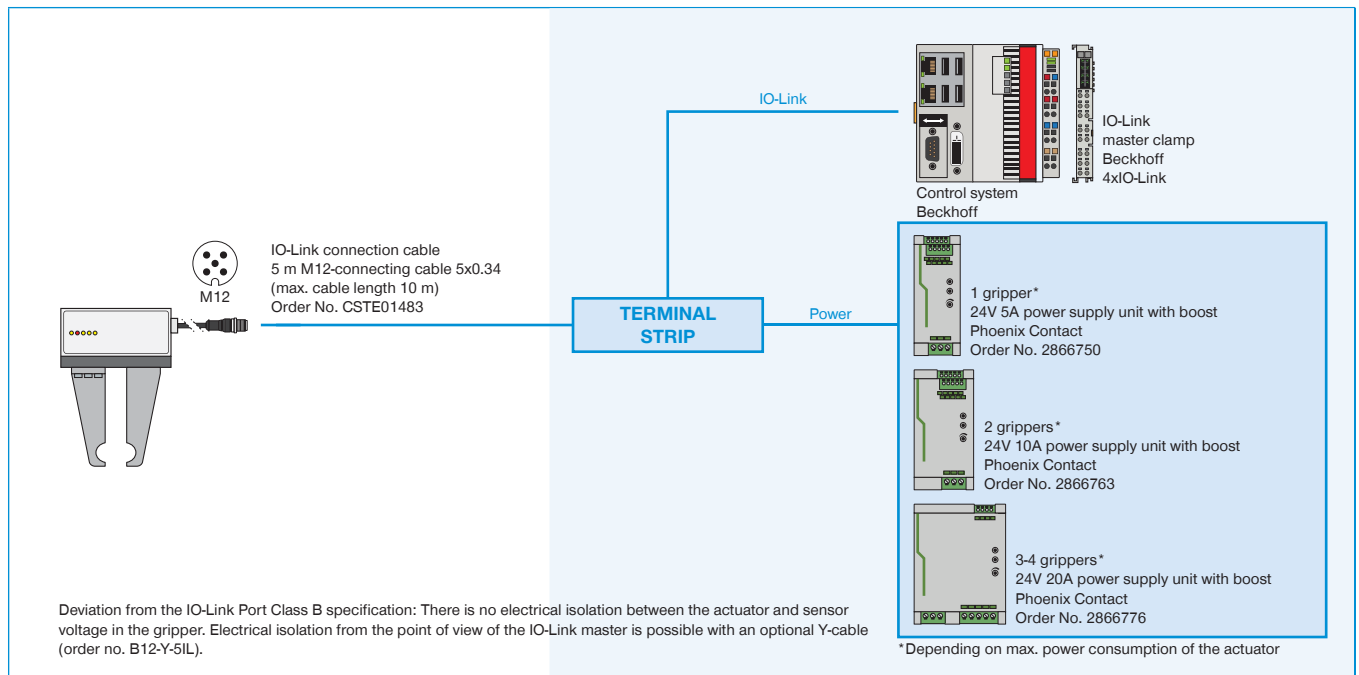 IO-Link
IO-Link
master clamp
Beckhoff
4xIO-Link
Control system
Beckhoff
M12
IO-Link connection cable
5 m M12-connecting cable 5x0.34
(max. cable length 10 m)
Order No. CSTE01483
TERMINAL
STRIP
Power
1 gripper*
24V 5A power supply unit with boost
Phoenix Contact
Order No. 2866750
2 grippers*
24V 10A power supply unit with boost
Phoenix Contact
Order No. 2866763
3-4 grippers*
24V 20A power supply unit with boost
Phoenix Contact
Order No. 2866776
Deviation from the IO-Link Port Class B specification: There is no electrical isolation between the actuator and sensor
voltage in the gripper. Electrical isolation from the point of view of the IO-Link master is possible with an optional Y-cable
(order no. B12-Y-5IL).
*Depending on max. power consumption of the actuator